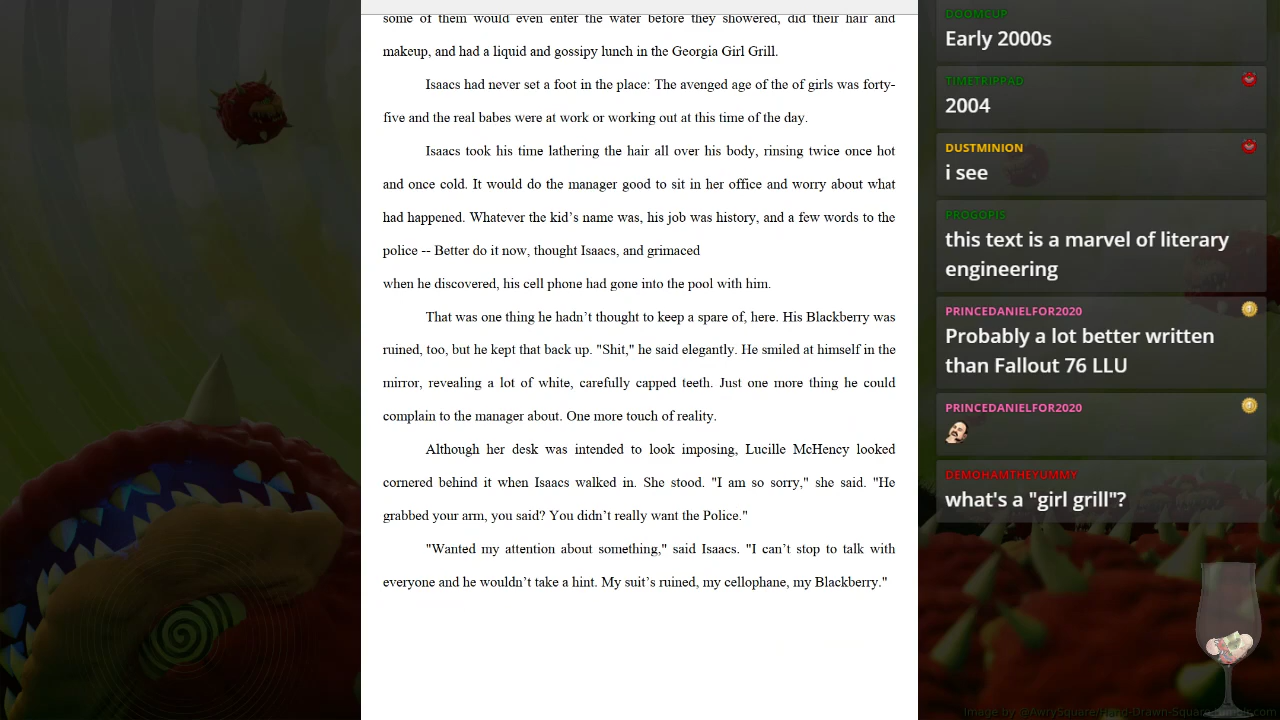 some of them would even enter the water before they showered, did their hair and
makeup, and had a liquid and gossipy lunch in the Georgia Girl Grill.
Isaacs had never set a foot in the place: The avenged age of the of girls was forty-
five and the real babes were at work or working out at this time of the day.
Isaacs took his time lathering the hair all over his body, rinsing twice once hot
and once cold. It would do the manager good to sit in her office and worry about what
had happened. Whatever the kid’s name was, his job was history, and a few words to the
police -- Better do it now, thought Isaacs, and grimaced
when he discovered, his cell phone had gone into the pool with him.
That was one thing he hadn’t thought to keep a spare of, here. His Blackberry was
ruined, too, but he kept that back up. "Shit," he said elegantly. He smiled at himself in the
mirror, revealing a lot of white, carefully capped teeth. Just one more thing he could
complain to the manager about. One more touch of reality.
Although her desk was intended to look imposing, Lucille McHency looked
cornered behind it when Isaacs walked in. She stood. "I am so sorry," she said. "He
grabbed your arm, you said? You didn’t really want the Police."
"Wanted my attention about something," said Isaacs. "I can’t stop to talk with
everyone and he wouldn’t take a hint. My suit’s ruined, my cellophane, my Blackberry."
DOOMCUP
Early 2000s
TIMETRIPPAD
2004
DUSTMINION
i see
PROGOPIS
this text is a marvel of literary
engineering
PRINCEDANIELFOR2020
Probably a lot better written
than Fallout 76 LLU
PRINCEDANIELFOR2020
DEMOHAMTHEYUMMY
what's a "girl grill"?
Image by: @AwrySquare